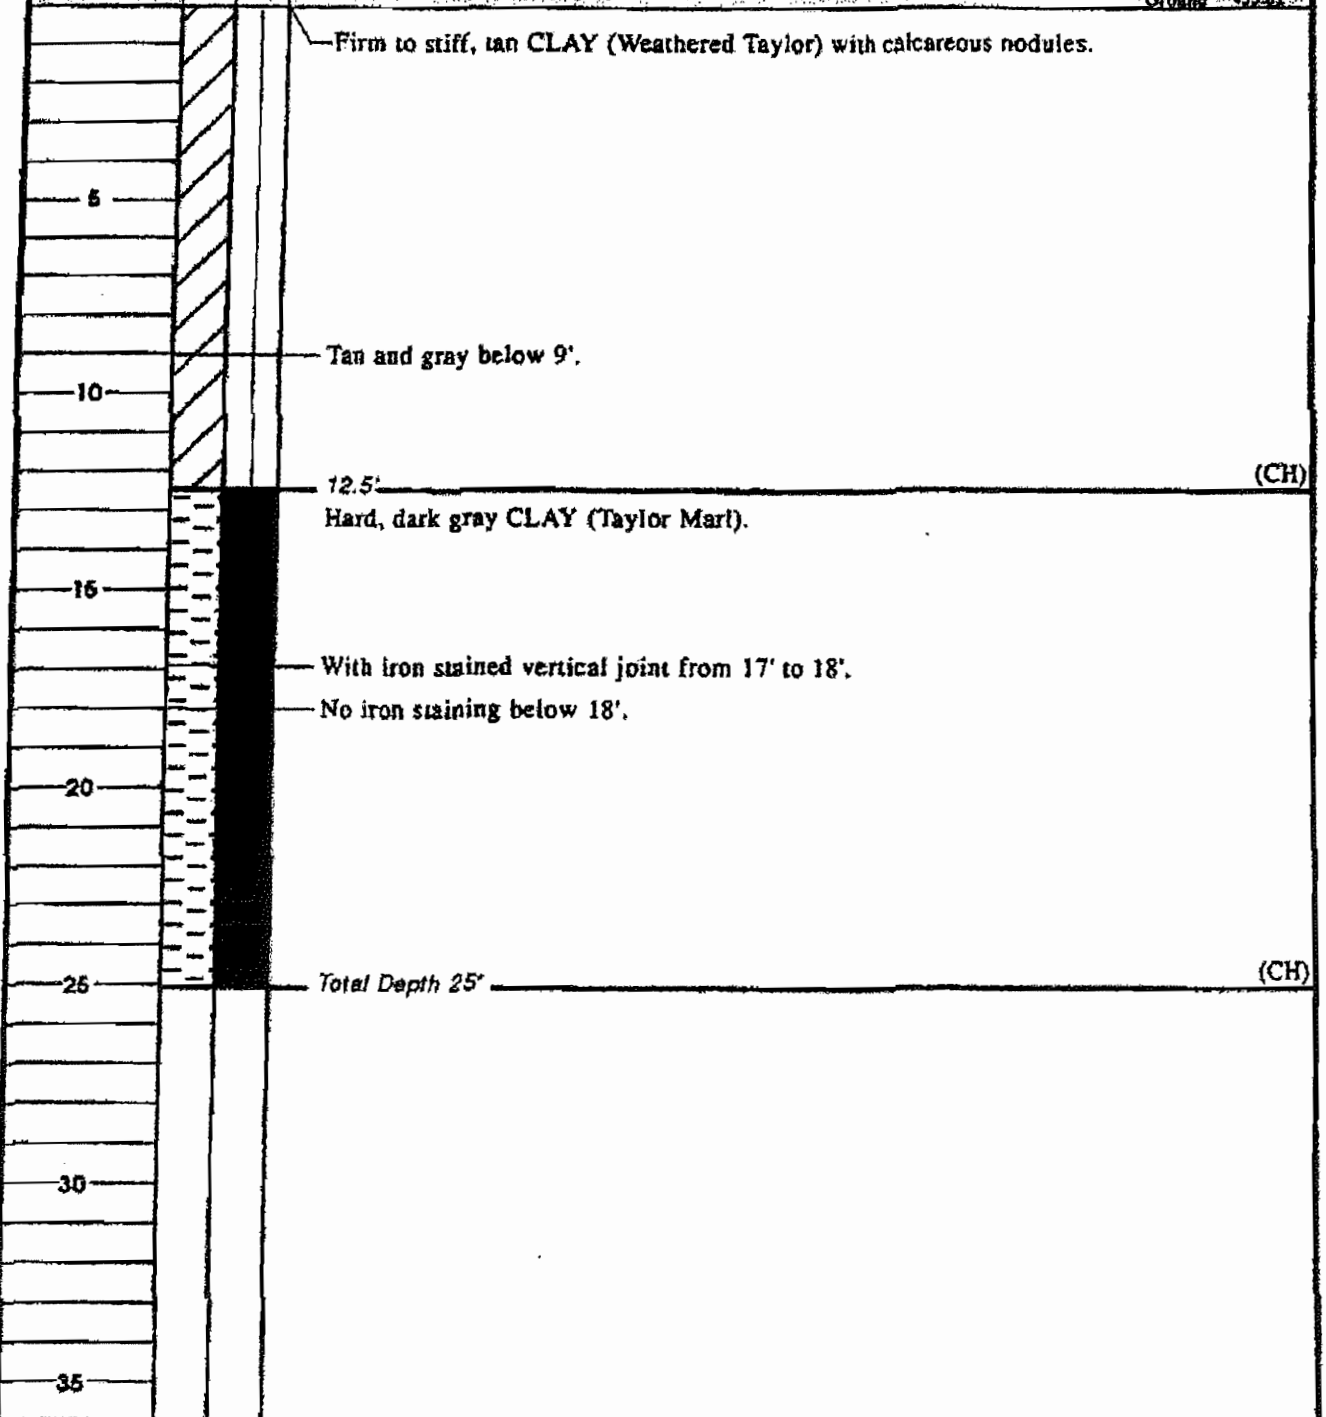 Firm to stiff, tan CLAY (Weathered Taylor) with calcareous nodules.
5
Tan and gray below 9'.
10
(CH)
12.5'
Hard, dark gray CLAY (Taylor Marl).
15
With iron stained vertical joint from 17' to 18'.
No iron staining below 18'.
20
25
Total Depth 25'
(CH)
30
35